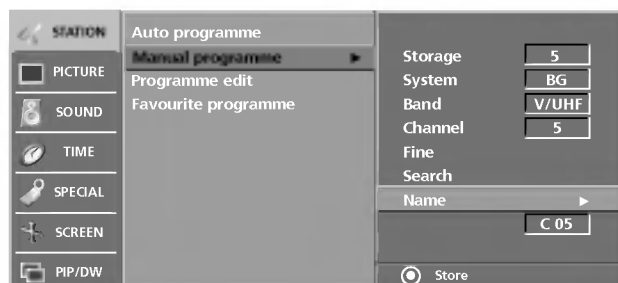 STATION
PICTURE
SOUND
TIME
SPECIAL
SCREEN
PIP/DW
Auto programme
Manual programme
Programme edit
Favourite programme
Storage 5
System BG
Band V/UHF
Channel 5
Fine
Search
Name
C 05
Store